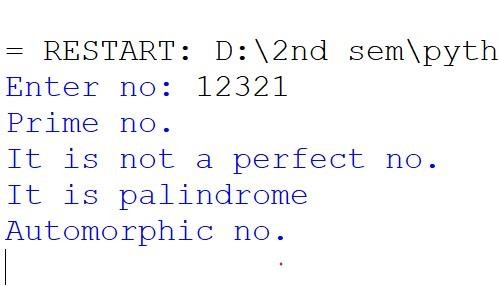 = RESTART: D:\2nd sem\pyth
Enter no: 12321
Prime no.
It is not a perfect no.
It is palindrome
Automorphic no.